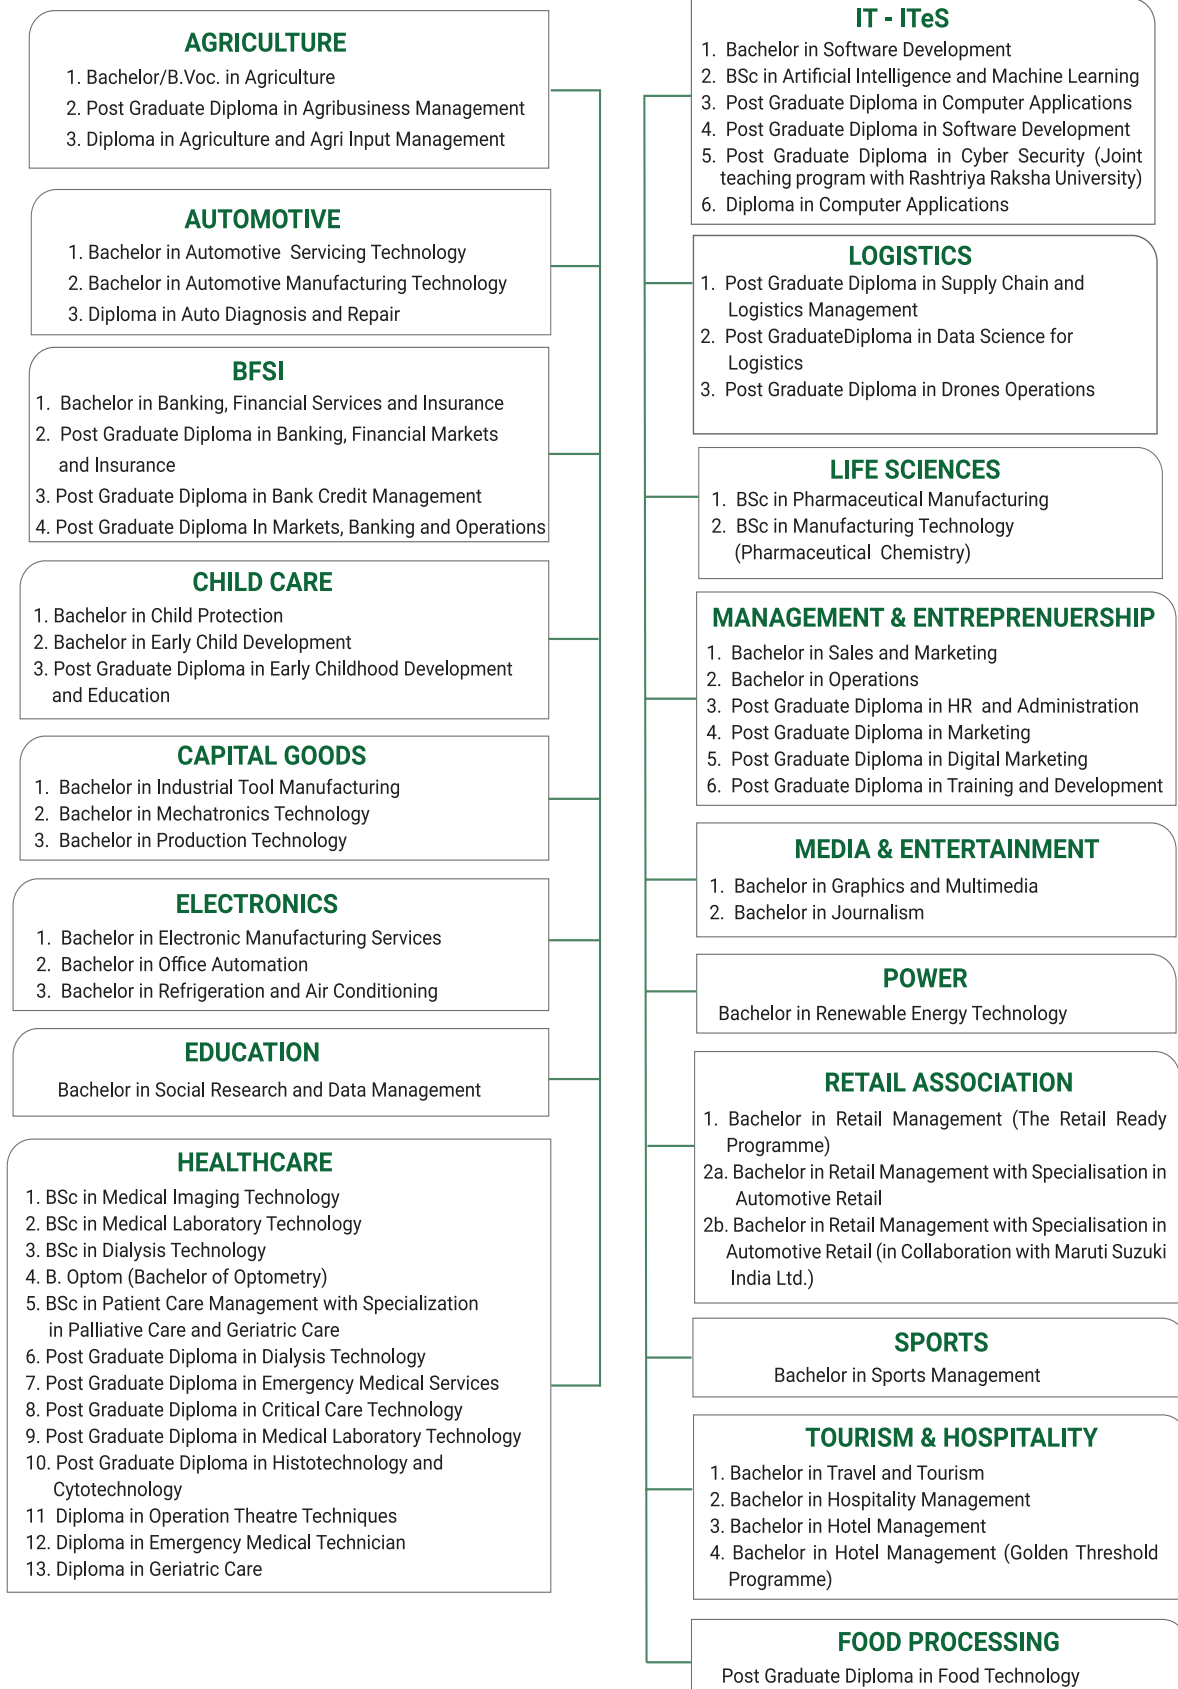 AGRICULTURE
1. Bachelor/B.Voc. in Agriculture
2. Post Graduate Diploma in Agribusiness Management
3. Diploma in Agriculture and Agri Input Management
AUTOMOTIVE
1. Bachelor in Automotive Servicing Technology
2. Bachelor in Automotive Manufacturing Technology
3. Diploma in Auto Diagnosis and Repair
BFSI
1. Bachelor in Banking, Financial Services and Insurance
2. Post Graduate Diploma in Banking, Financial Markets
and Insurance
3. Post Graduate Diploma in Bank Credit Management
4. Post Graduate Diploma In Markets, Banking and Operations
CHILD CARE
1. Bachelor in Child Protection
2. Bachelor in Early Child Development
3. Post Graduate Diploma in Early Childhood Development
and Education
CAPITAL GOODS
1. Bachelor in Industrial Tool Manufacturing
2. Bachelor in Mechatronics Technology
3. Bachelor in Production Technology
ELECTRONICS
1. Bachelor in Electronic Manufacturing Services
2. Bachelor in Office Automation
3. Bachelor in Refrigeration and Air Conditioning
EDUCATION
Bachelor in Social Research and Data Management
HEALTHCARE
1. BSc in Medical Imaging Technology
2. BSc in Medical Laboratory Technology
3. BSc in Dialysis Technology
4. B. Optom (Bachelor of Optometry)
5. BSc in Patient Care Management with Specialization
in Palliative Care and Geriatric Care
6. Post Graduate Diploma in Dialysis Technology
7. Post Graduate Diploma in Emergency Medical Services
8. Post Graduate Diploma in Critical Care Technology
9. Post Graduate Diploma in Medical Laboratory Technology
10. Post Graduate Diploma in Histotechnology and
Cytotechnology
11 Diploma in Operation Theatre Techniques
12. Diploma in Emergency Medical Technician
13. Diploma in Geriatric Care
IT - ITeS
1. Bachelor in Software Development
2. BSc in Artificial Intelligence and Machine Learning
3. Post Graduate Diploma in Computer Applications
4. Post Graduate Diploma in Software Development
5. Post Graduate Diploma in Cyber Security (Joint
teaching program with Rashtriya Raksha University)
6. Diploma in Computer Applications
LOGISTICS
1. Post Graduate Diploma in Supply Chain and
Logistics Management
2. Post GraduateDiploma in Data Science for
Logistics
3. Post Graduate Diploma in Drones Operations
LIFE SCIENCES
1. BSc in Pharmaceutical Manufacturing
2. BSc in Manufacturing Technology
(Pharmaceutical Chemistry)
MANAGEMENT & ENTREPRENUERSHIP
1. Bachelor in Sales and Marketing
2. Bachelor in Operations
3. Post Graduate Diploma in HR and Administration
4. Post Graduate Diploma in Marketing
5. Post Graduate Diploma in Digital Marketing
6. Post Graduate Diploma in Training and Development
MEDIA & ENTERTAINMENT
1. Bachelor in Graphics and Multimedia
2. Bachelor in Journalism
POWER
Bachelor in Renewable Energy Technology
RETAIL ASSOCIATION
1. Bachelor in Retail Management (The Retail Ready
Programme)
2a. Bachelor in Retail Management with Specialisation in
Automotive Retail
2b. Bachelor in Retail Management with Specialisation in
Automotive Retail (in Collaboration with Maruti Suzuki
India Ltd.)
SPORTS
Bachelor in Sports Management
TOURISM & HOSPITALITY
1. Bachelor in Travel and Tourism
2. Bachelor in Hospitality Management
3. Bachelor in Hotel Management
4. Bachelor in Hotel Management (Golden Threshold
Programme)
FOOD PROCESSING
Post Graduate Diploma in Food Technology